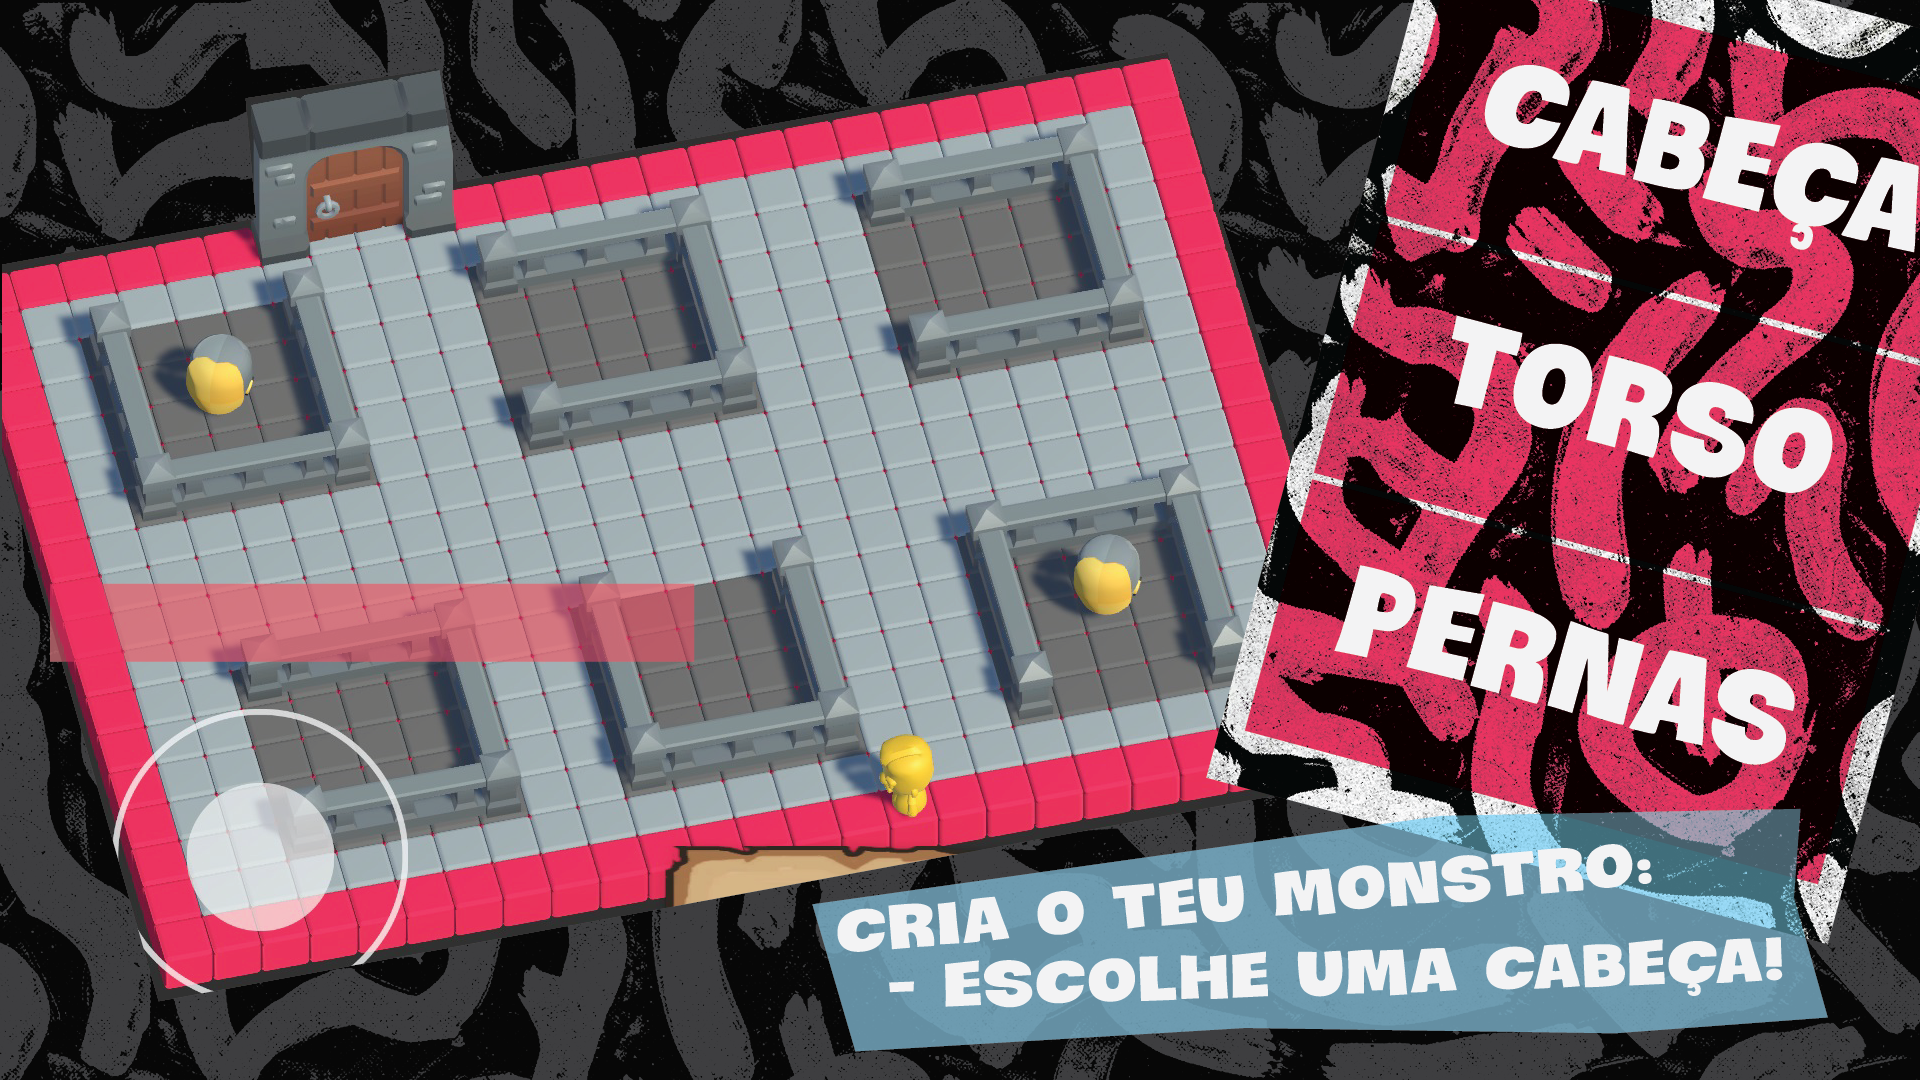 CABEÇA
TORSO
PERNAS
CRIA O TEU MONSTRO:
- ESCOLHE UMA CABEÇA!